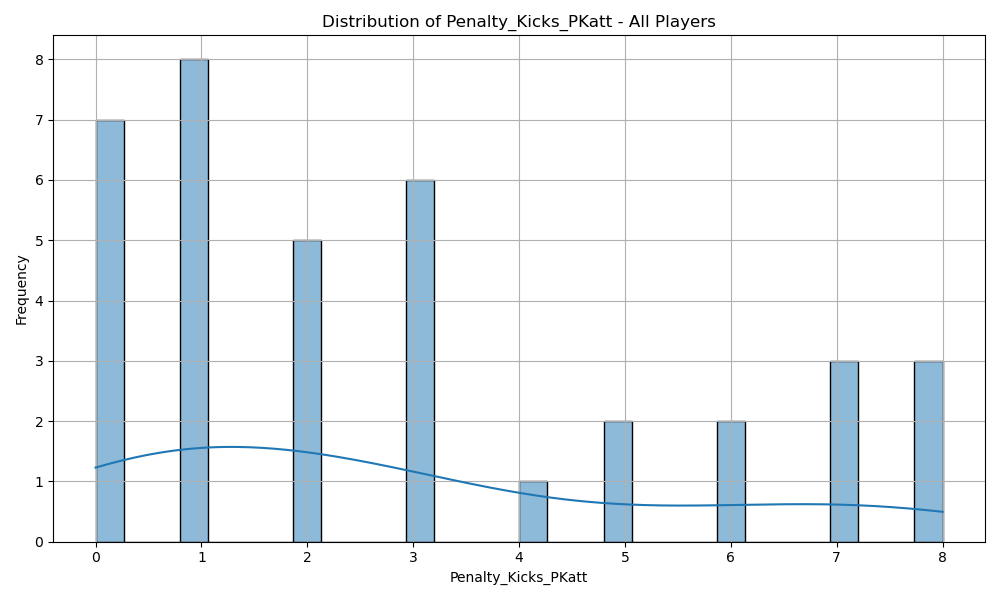 Distribution of Penalty_Kicks_PKatt - All Players
Frequency
8
7
6
5
4
3
2
1
0
0 1 2 3 4 5 6 7 8
Penalty_Kicks_PKatt